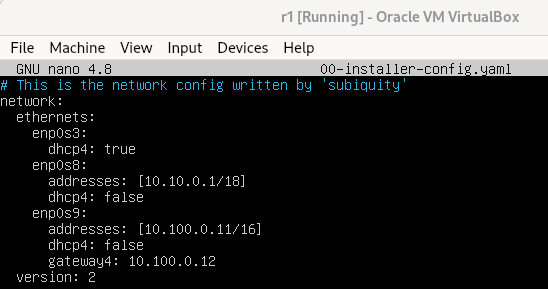 r1 [Running] - Oracle VM VirtualBox
File Machine View Input Devices Help
GNU nano 4.8 00-installer-config.yaml
# This is the network config written by 'subiquity'
network:
  ethernets:
    enp0s3:
      dhcp4: true
    enp0s8:
      addresses: [10.10.0.1/18]
      dhcp4: false
    enp0s9:
      addresses: [10.100.0.11/16]
      dhcp4: false
      gateway4: 10.100.0.12
  version: 2